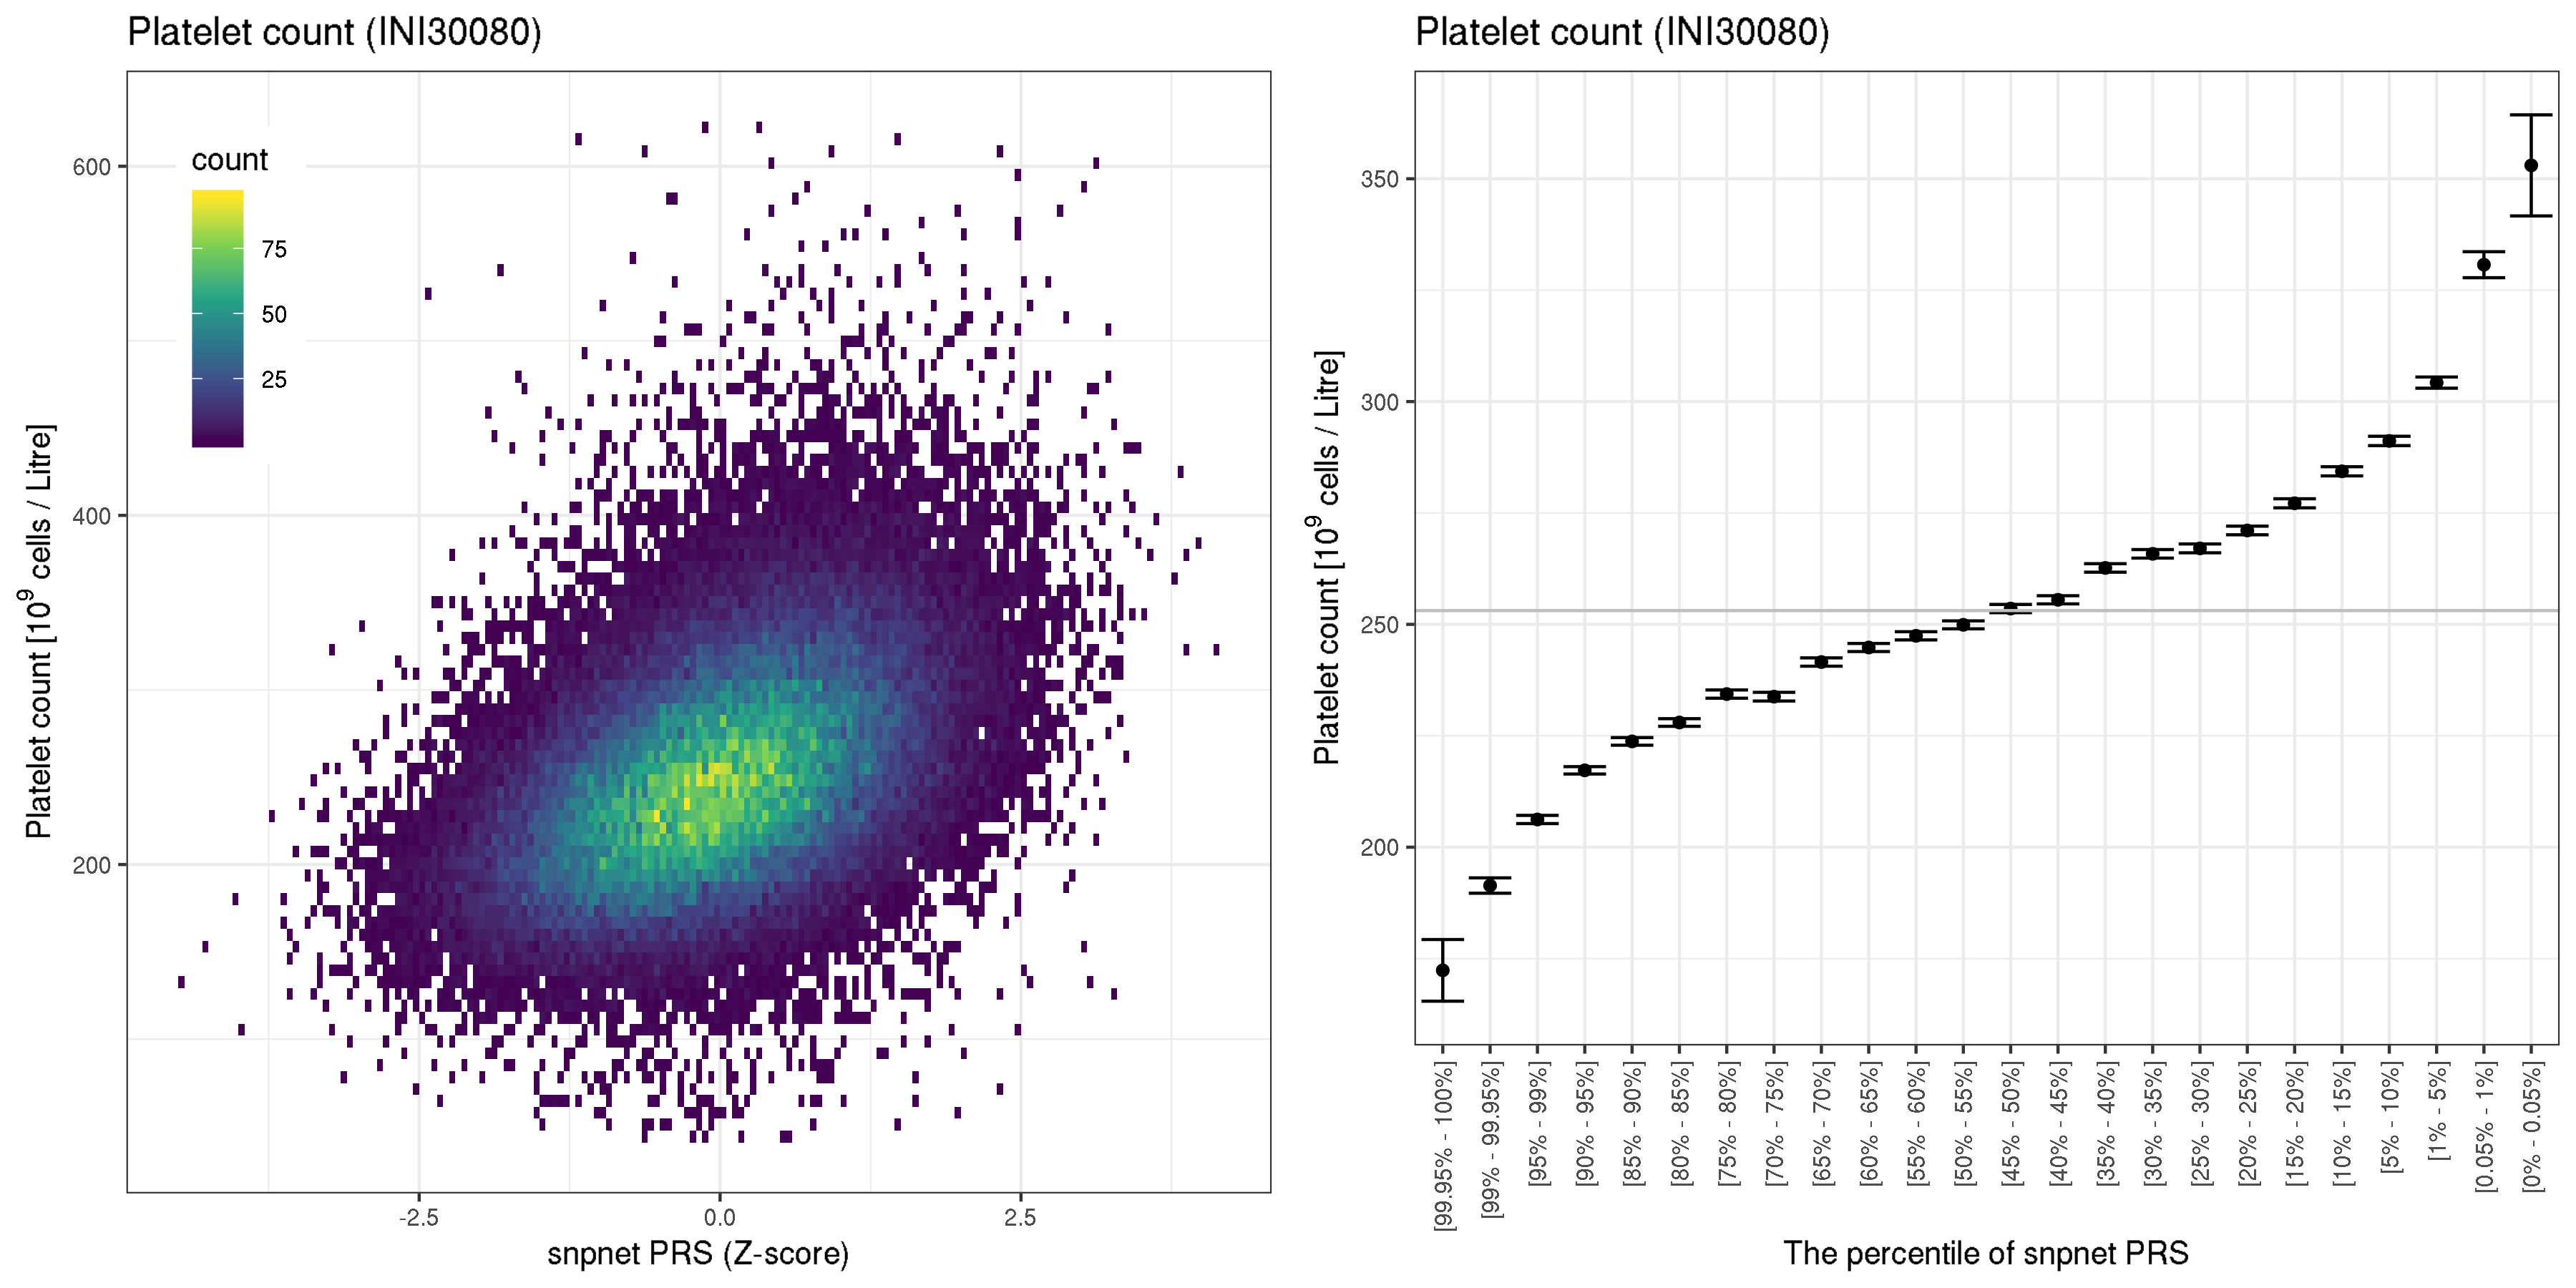 Platelet count (INI30080)
count
75
50
25
600
400
200
Platelet count [10⁹ cells / Litre]
-2.5
0.0
2.5
snpnet PRS (Z-score)
Platelet count (INI30080)
350
300
250
200
Platelet count [10⁹ cells / Litre]
[99.95% - 100%]
[99% - 99.95%]
[95% - 99%]
[90% - 95%]
[85% - 90%]
[80% - 85%]
[75% - 80%]
[70% - 75%]
[65% - 70%]
[60% - 65%]
[55% - 60%]
[50% - 55%]
[45% - 50%]
[40% - 45%]
[35% - 40%]
[30% - 35%]
[25% - 30%]
[20% - 25%]
[15% - 20%]
[10% - 15%]
[5% - 10%]
[1% - 5%]
[0.05% - 1%]
[0% - 0.05%]
The percentile of snpnet PRS